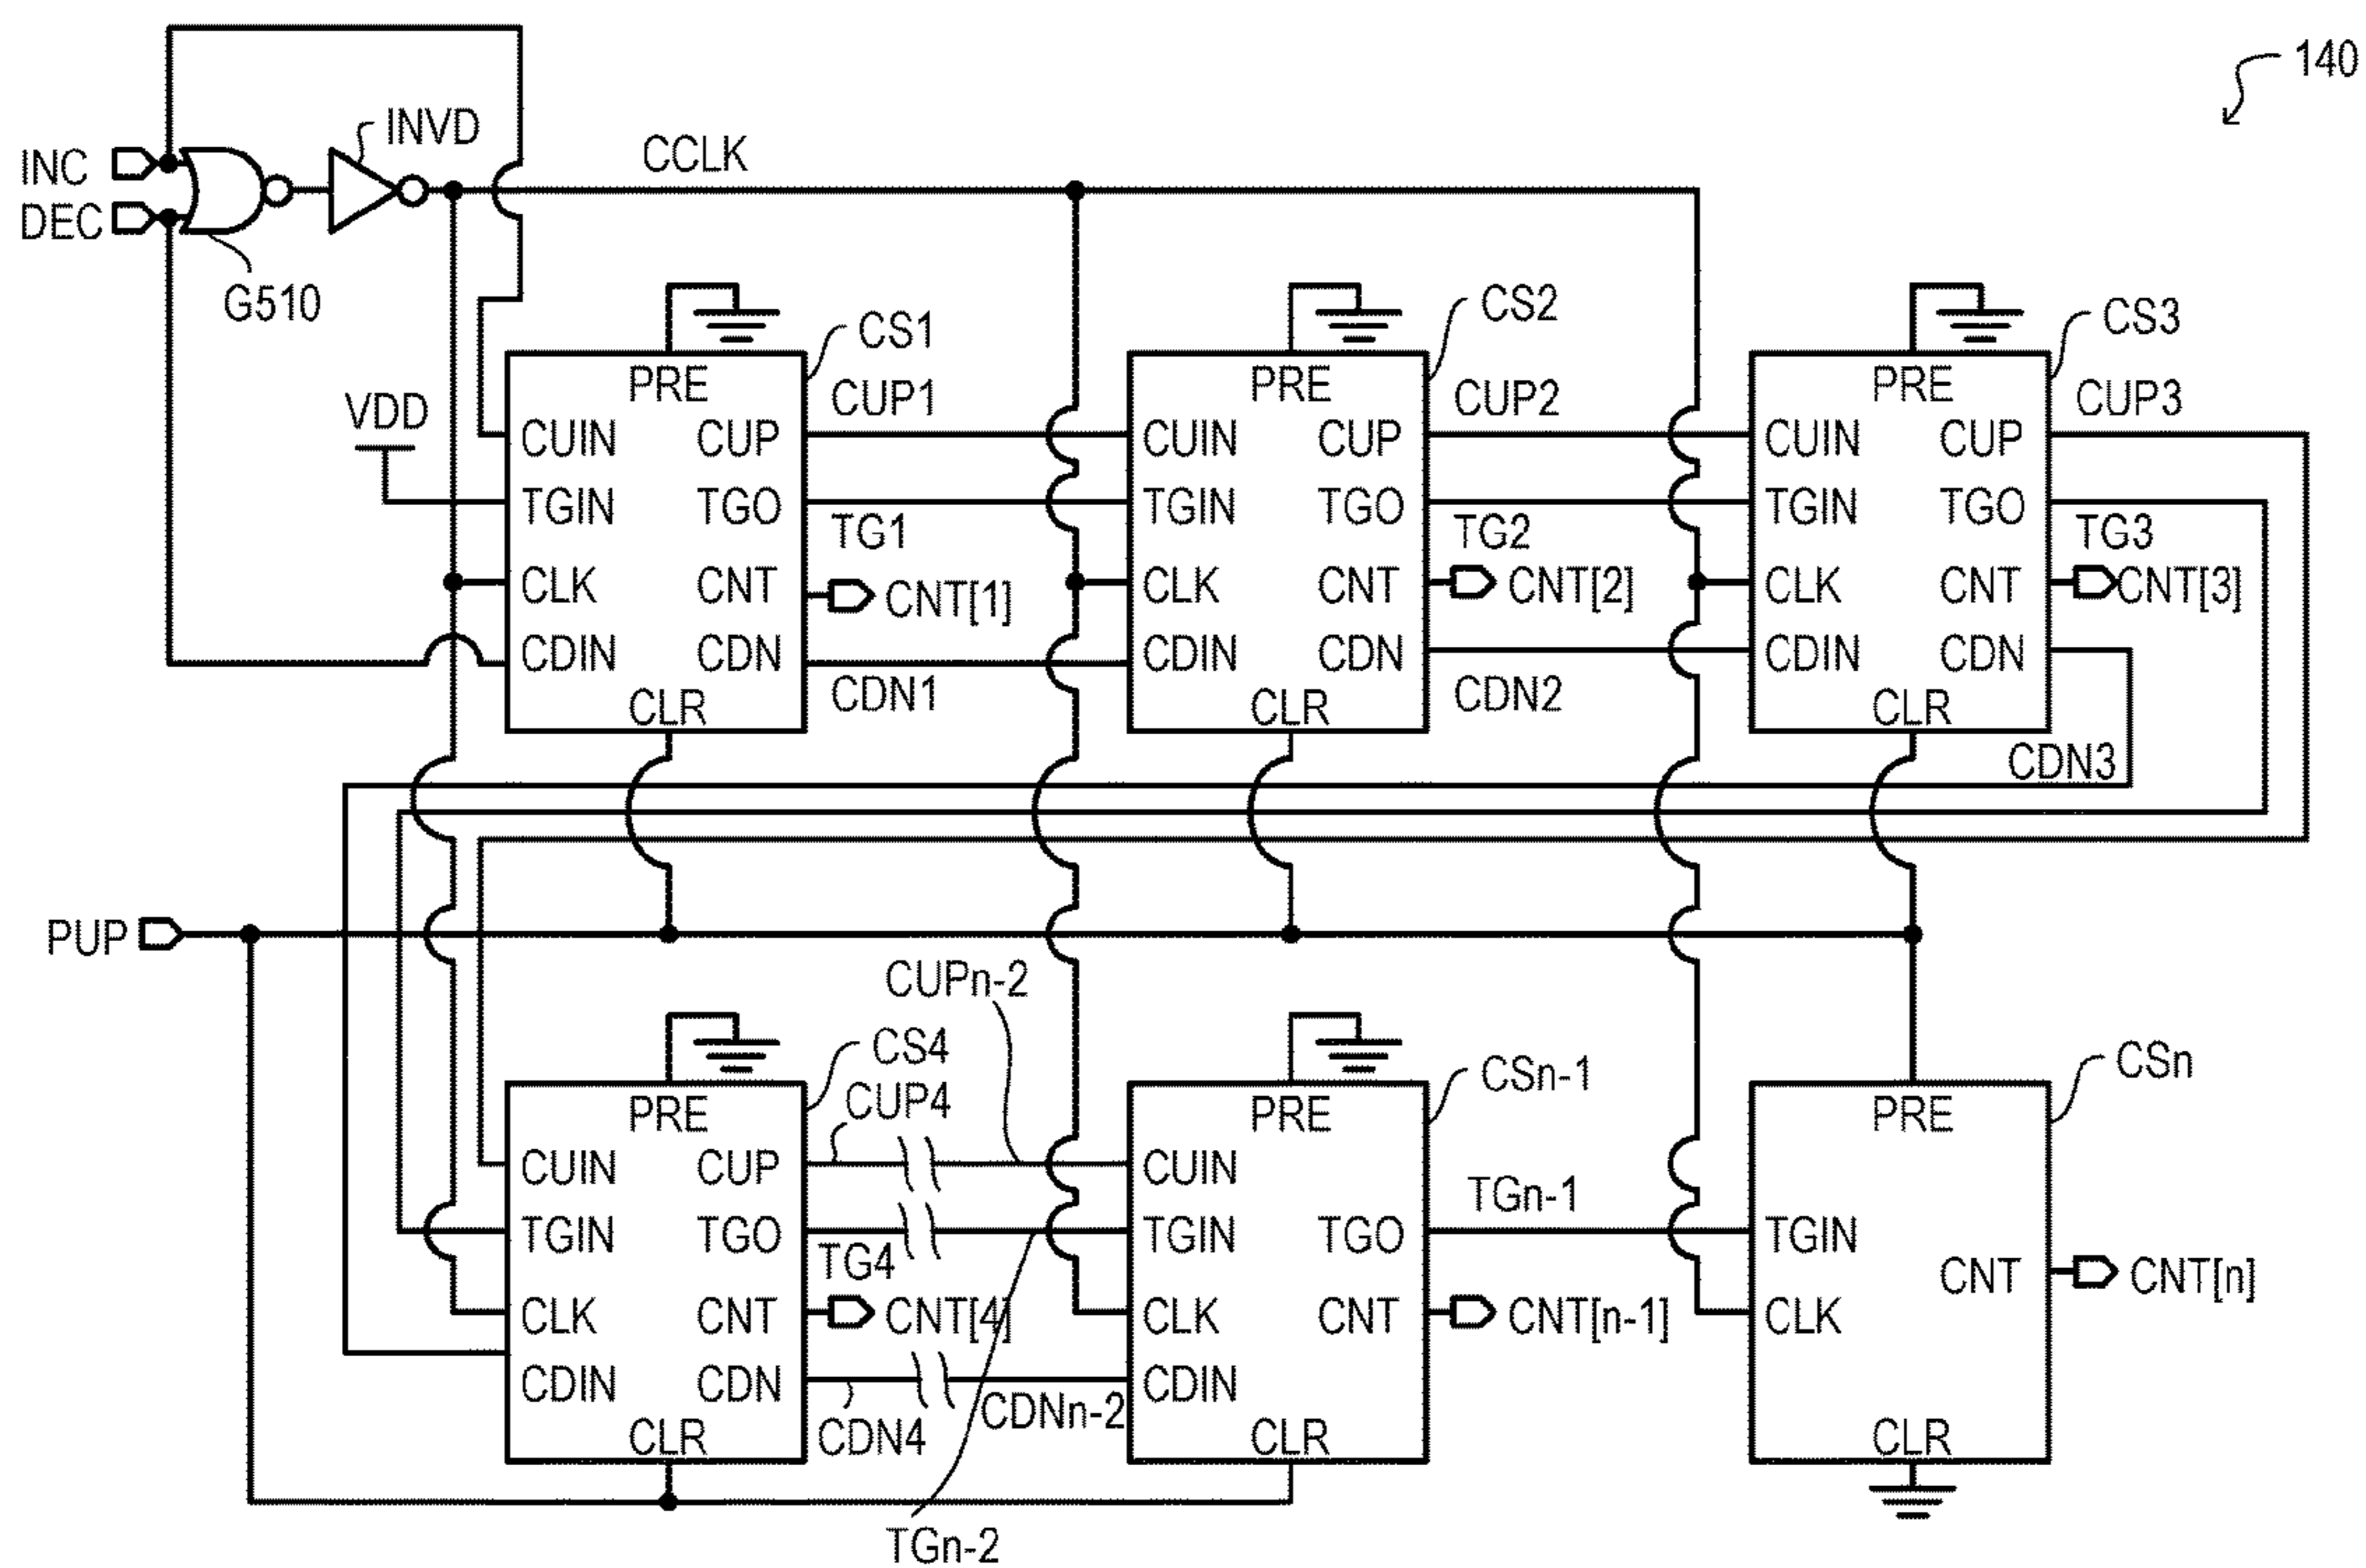 140
INC
DEC
INVD
CCLK
G510
VDD
CS1
PRE
CUIN CUP
TGIN TGO
CLK CNT
CDIN CDN
CLR
CUP1
TG1
CNT[1]
CDN1
CS2
PRE
CUIN CUP
TGIN TGO
CLK CNT
CDIN CDN
CLR
CUP2
TG2
CNT[2]
CDN2
CS3
PRE
CUIN CUP
TGIN TGO
CLK CNT
CDIN CDN
CLR
CUP3
TG3
CNT[3]
CDN3
PUP
CUPn-2
CS4
PRE
CUIN CUP
TGIN TGO
CLK CNT
CDIN CDN
CLR
CUP4
TG4
CNT[4]
CDN4
CDNn-2
TGn-2
CSn-1
PRE
CUIN
TGIN TGO
CLK CNT
CDIN
CLR
TGn-1
CNT[n-1]
CSn
PRE
TGIN
CNT
CLK
CLR
CNT[n]